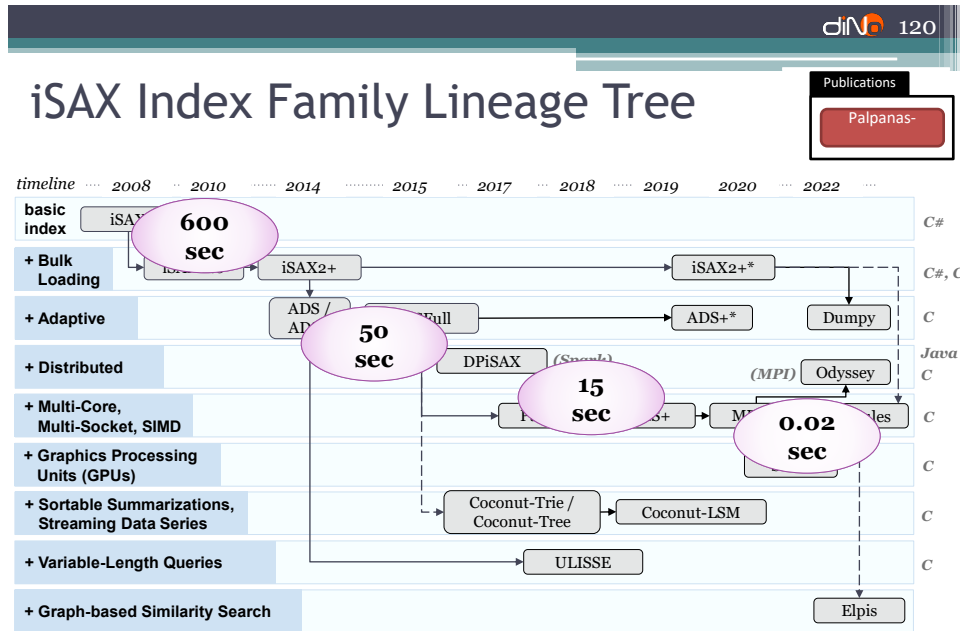 diNo 120
iSAX Index Family Lineage Tree
Publications
Palpanas-
timeline ···· 2008 ·· 2010 ······ 2014 ········· 2015 ···· 2017 ··· 2018 ····· 2019 ···· 2020 ··· 2022 ···
basic
index
600
sec
C#
+ Bulk
Loading
iSAX2+
iSAX2+*
C#, C
+ Adaptive
ADS /
Full
ADS+*
Dumpy
C
50
sec
+ Distributed
DPiSAX
(Spark)
(MPI)
Odyssey
Java
C
15
sec
+ Multi-Core,
Multi-Socket, SIMD
0.02
sec
C
+ Graphics Processing
Units (GPUs)
C
+ Sortable Summarizations,
Streaming Data Series
Coconut-Trie /
Coconut-Tree
Coconut-LSM
C
+ Variable-Length Queries
ULISSE
C
+ Graph-based Similarity Search
Elpis